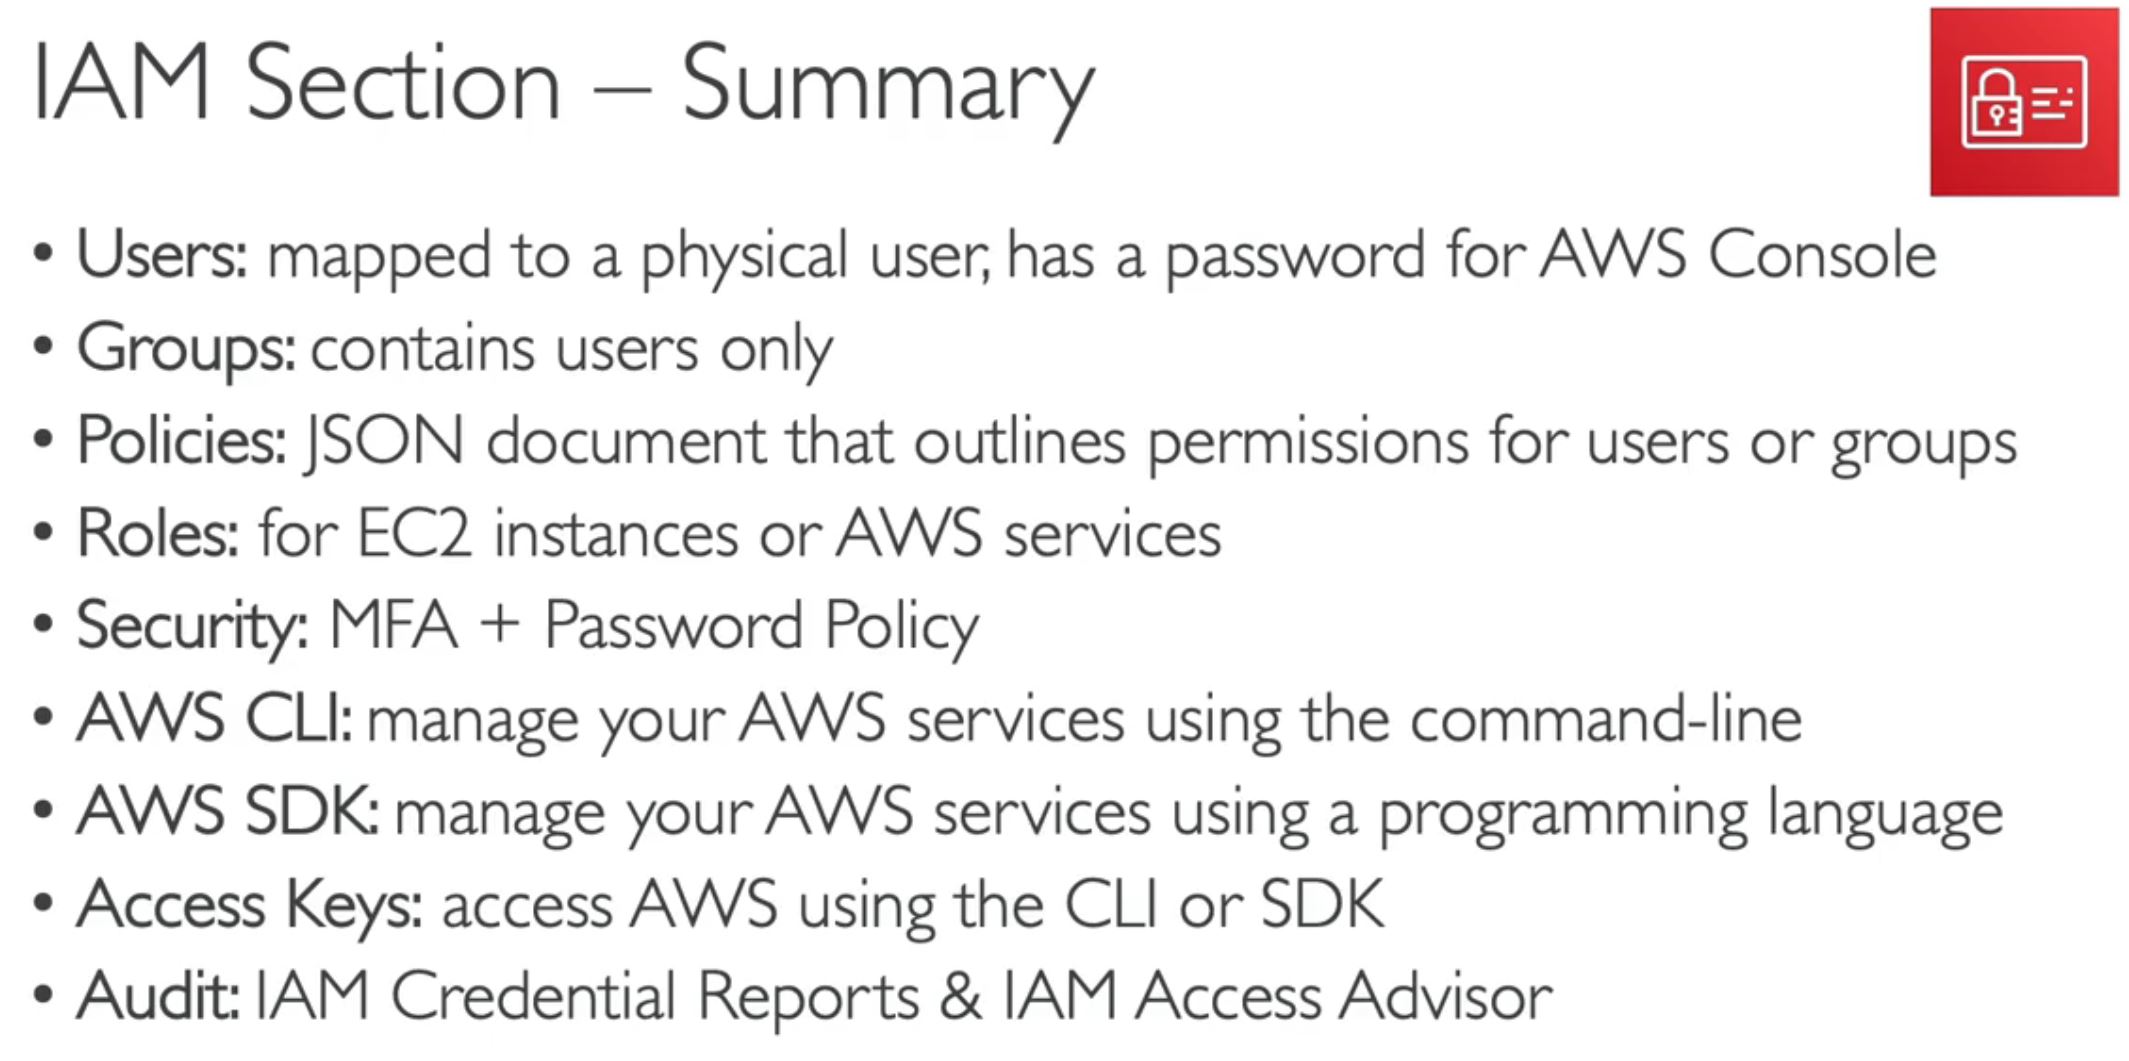 IAM Section – Summary
• Users: mapped to a physical user, has a password for AWS Console
• Groups: contains users only
• Policies: JSON document that outlines permissions for users or groups
• Roles: for EC2 instances or AWS services
• Security: MFA + Password Policy
• AWS CLI: manage your AWS services using the command-line
• AWS SDK: manage your AWS services using a programming language
• Access Keys: access AWS using the CLI or SDK
• Audit: IAM Credential Reports & IAM Access Advisor